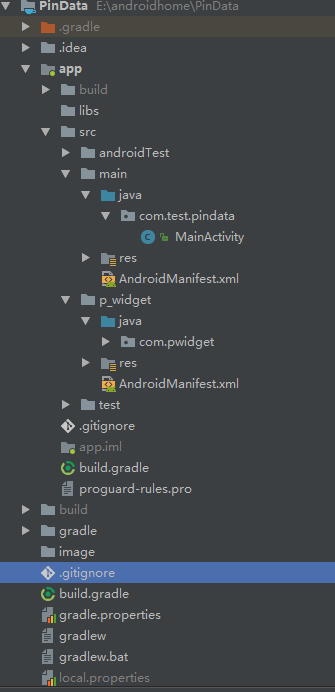 PinData E:\androidhome\PinData
.gradle
.idea
app
build
libs
src
androidTest
main
java
com.test.pindata
C MainActivity
res
AndroidManifest.xml
p_widget
java
com.pwidget
res
AndroidManifest.xml
test
.gitignore
app.iml
build.gradle
proguard-rules.pro
build
gradle
image
.gitignore
build.gradle
gradle.properties
gradlew
gradlew.bat
local.properties